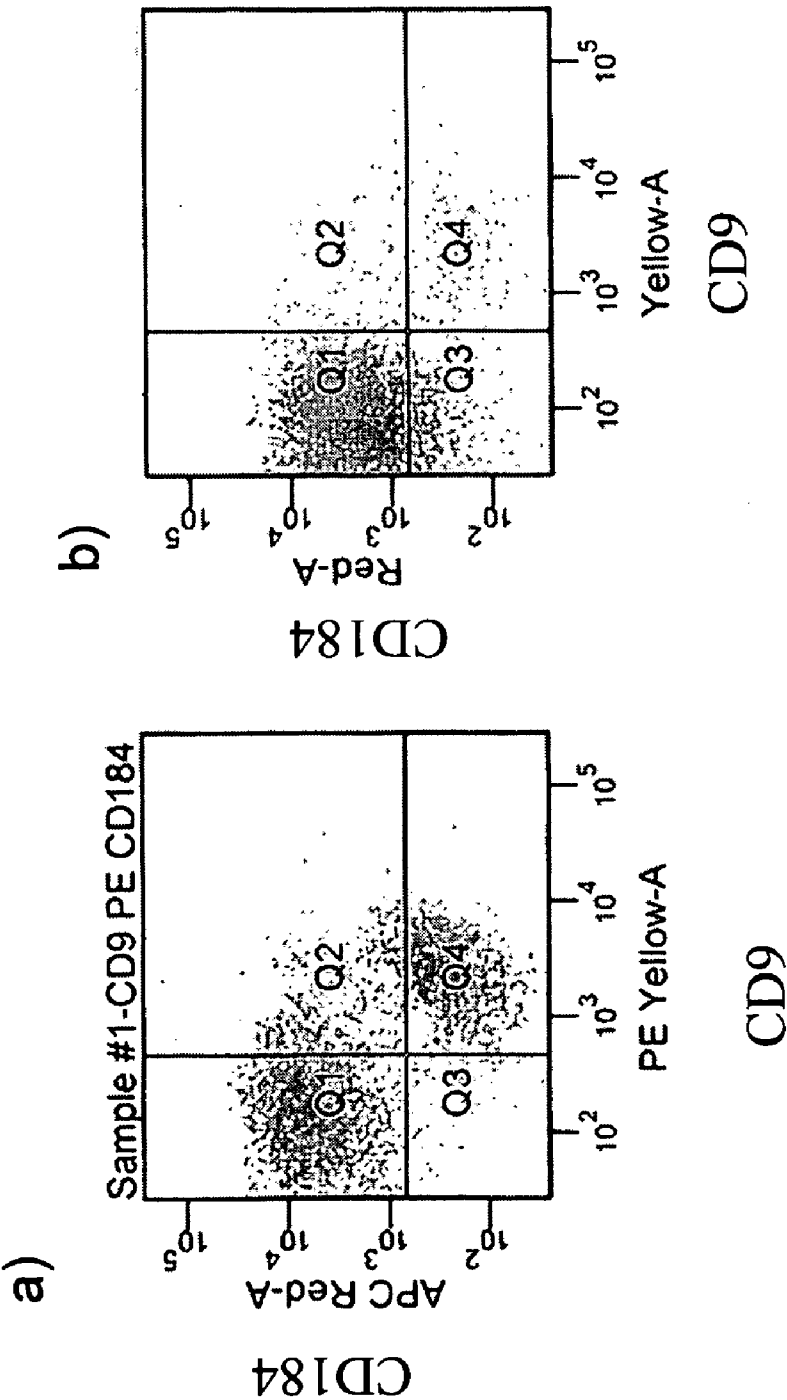 a)
Sample #1-CD9 PE CD184
CD184
APC Red-A
10^5
10^4
10^3
10^2
Q1
Q2
Q3
Q4
10^2
10^3
10^4
10^5
PE Yellow-A
CD9
b)
CD184
Red-A
10^5
10^4
10^3
10^2
Q1
Q2
Q3
Q4
10^2
10^3
10^4
10^5
Yellow-A
CD9